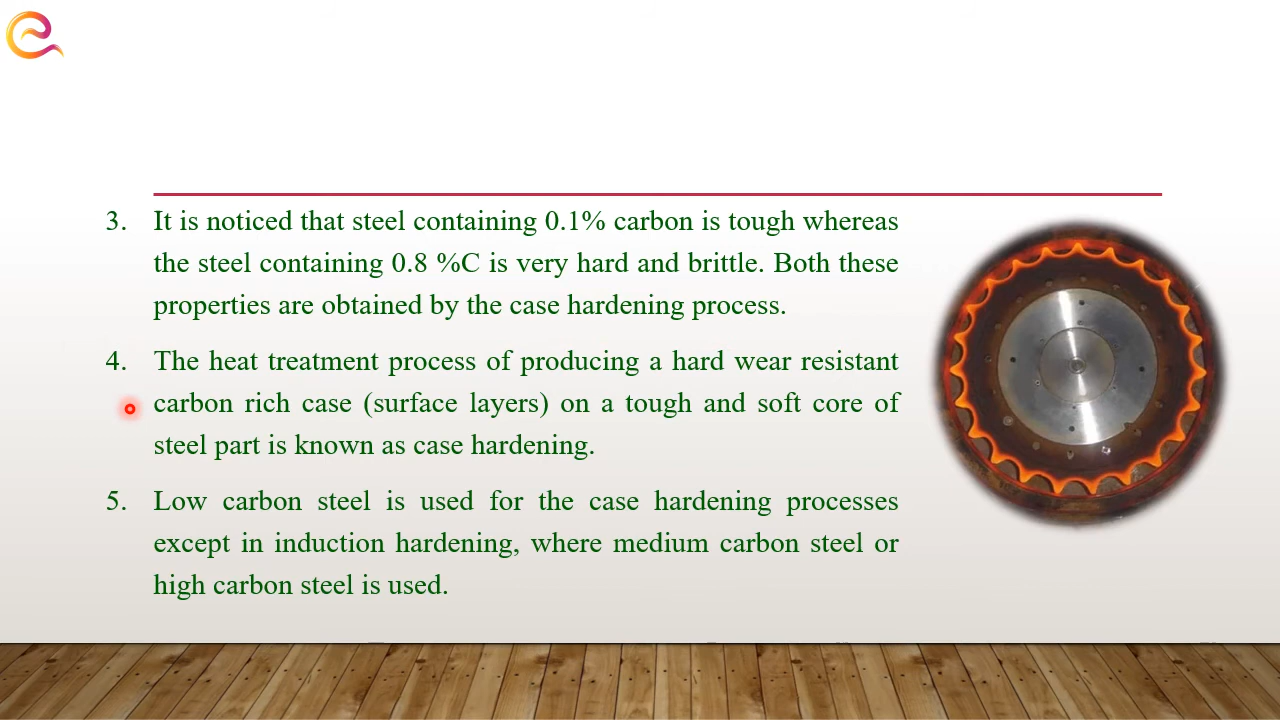 3. It is noticed that steel containing 0.1% carbon is tough whereas
the steel containing 0.8 %C is very hard and brittle. Both these
properties are obtained by the case hardening process.
4. The heat treatment process of producing a hard wear resistant
carbon rich case (surface layers) on a tough and soft core of
steel part is known as case hardening.
5. Low carbon steel is used for the case hardening processes
except in induction hardening, where medium carbon steel or
high carbon steel is used.